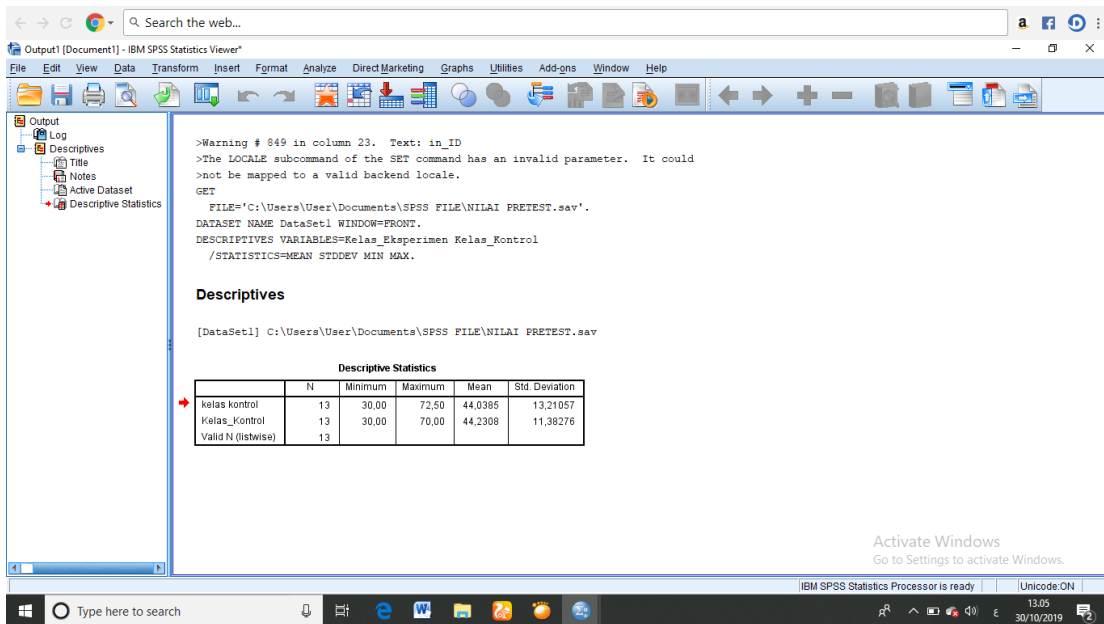 Search the web...
Output1 [Document1] - IBM SPSS Statistics Viewer*
File Edit View Data Transform Insert Format Analyze Direct Marketing Graphs Utilities Add-ons Window Help
Output
Log
Descriptives
Title
Notes
Active Dataset
Descriptive Statistics
>Warning # 849 in column 23.  Text: in_ID
>The LOCALE subcommand of the SET command has an invalid parameter.  It could
>not be mapped to a valid backend locale.
GET
FILE='C:\Users\User\Documents\SPSS FILE\NILAI PRETEST.sav'.
DATASET NAME DataSet1 WINDOW=FRONT.
DESCRIPTIVES VARIABLES=Kelas_Eksperimen Kelas_Kontrol
/STATISTICS=MEAN STDDEV MIN MAX.
Descriptives
[DataSet1] C:\Users\User\Documents\SPSS FILE\NILAI PRETEST.sav
Descriptive Statistics
N Minimum Maximum Mean Std. Deviation
kelas kontrol 13 30,00 72,50 44,0385 13,21057
Kelas_Kontrol 13 30,00 70,00 44,2308 11,38276
Valid N (listwise) 13
Activate Windows
Go to Settings to activate Windows.
IBM SPSS Statistics Processor is ready Unicode:ON
Type here to search
ع
13.05
30/10/2019
2